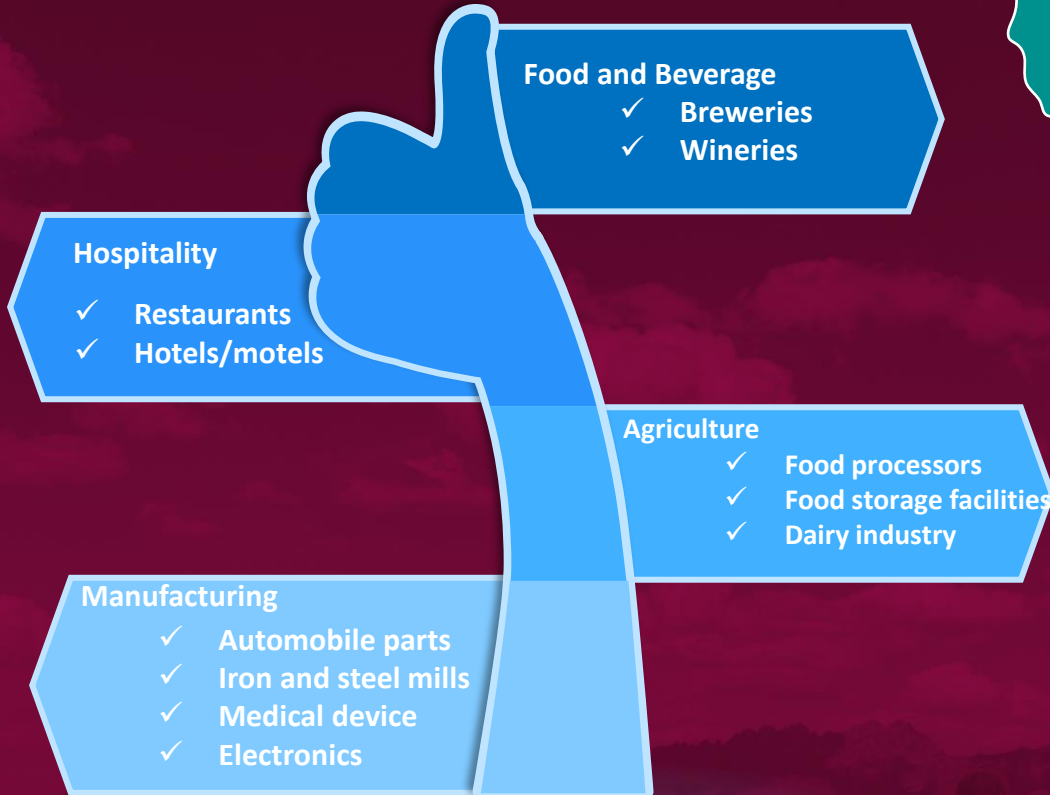 Food and Beverage
✓ Breweries
✓ Wineries
Hospitality
✓ Restaurants
✓ Hotels/motels
Agriculture
✓ Food processors
✓ Food storage facilities
✓ Dairy industry
Manufacturing
✓ Automobile parts
✓ Iron and steel mills
✓ Medical device
✓ Electronics